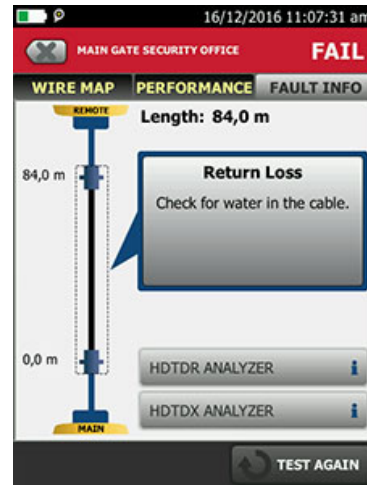 16/12/2016 11:07:31 am
MAIN GATE SECURITY OFFICE
FAIL
WIRE MAP
PERFORMANCE
FAULT INFO
REMOTE
Length: 84,0 m
84,0 m
Return Loss
Check for water in the cable.
0,0 m
HDTDR ANALYZER
i
HDTDX ANALYZER
i
MAIN
TEST AGAIN